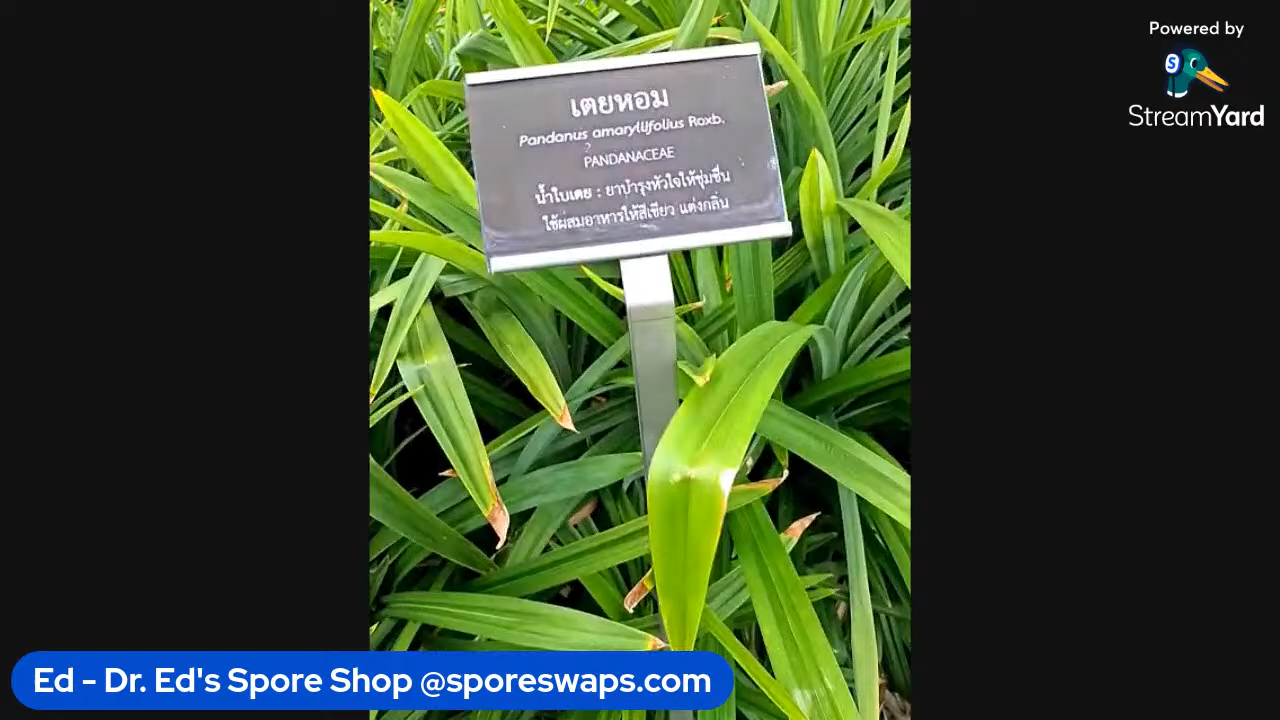 Powered by
StreamYard
เตยหอม
Pandanus amaryllifolius Roxb.
PANDANACEAE
น้ำใบเตย : ยาบำรุงหัวใจให้ชุ่มชื่น
ใช้ผสมอาหารให้สีเขียว แต่งกลิ่น
Ed - Dr. Ed's Spore Shop @sporeswaps.com